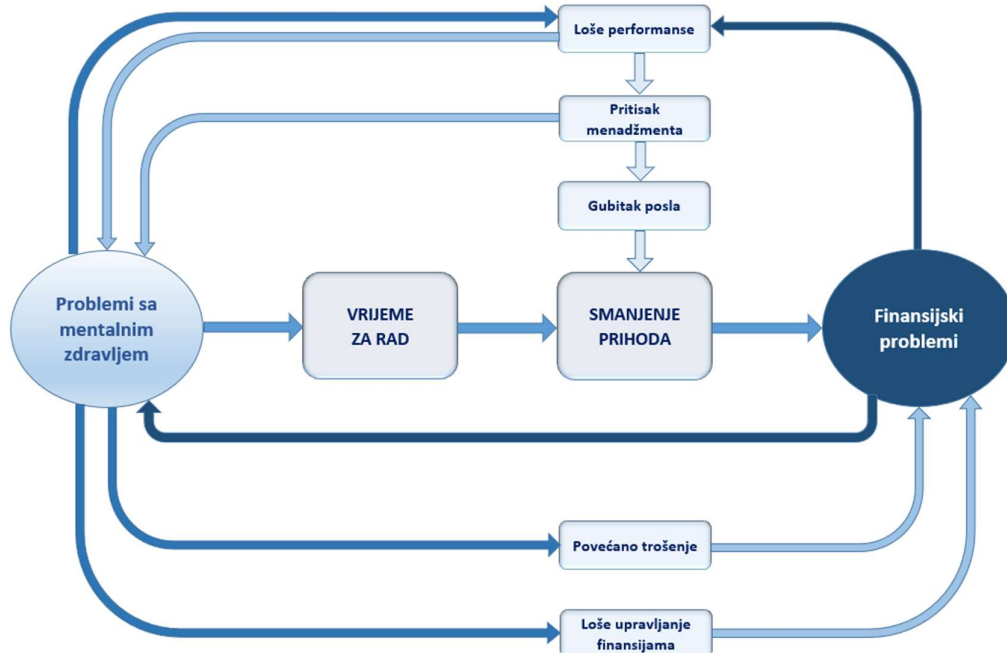 Loše performanse
Pritisak
menadžmenta
Gubitak posla
Problemi sa
mentalnim
zdravljem
VRIJEME
ZA RAD
SMANJENJE
PRIHODA
Finansijski
problemi
Povećano trošenje
Loše upravljanje
finansijama